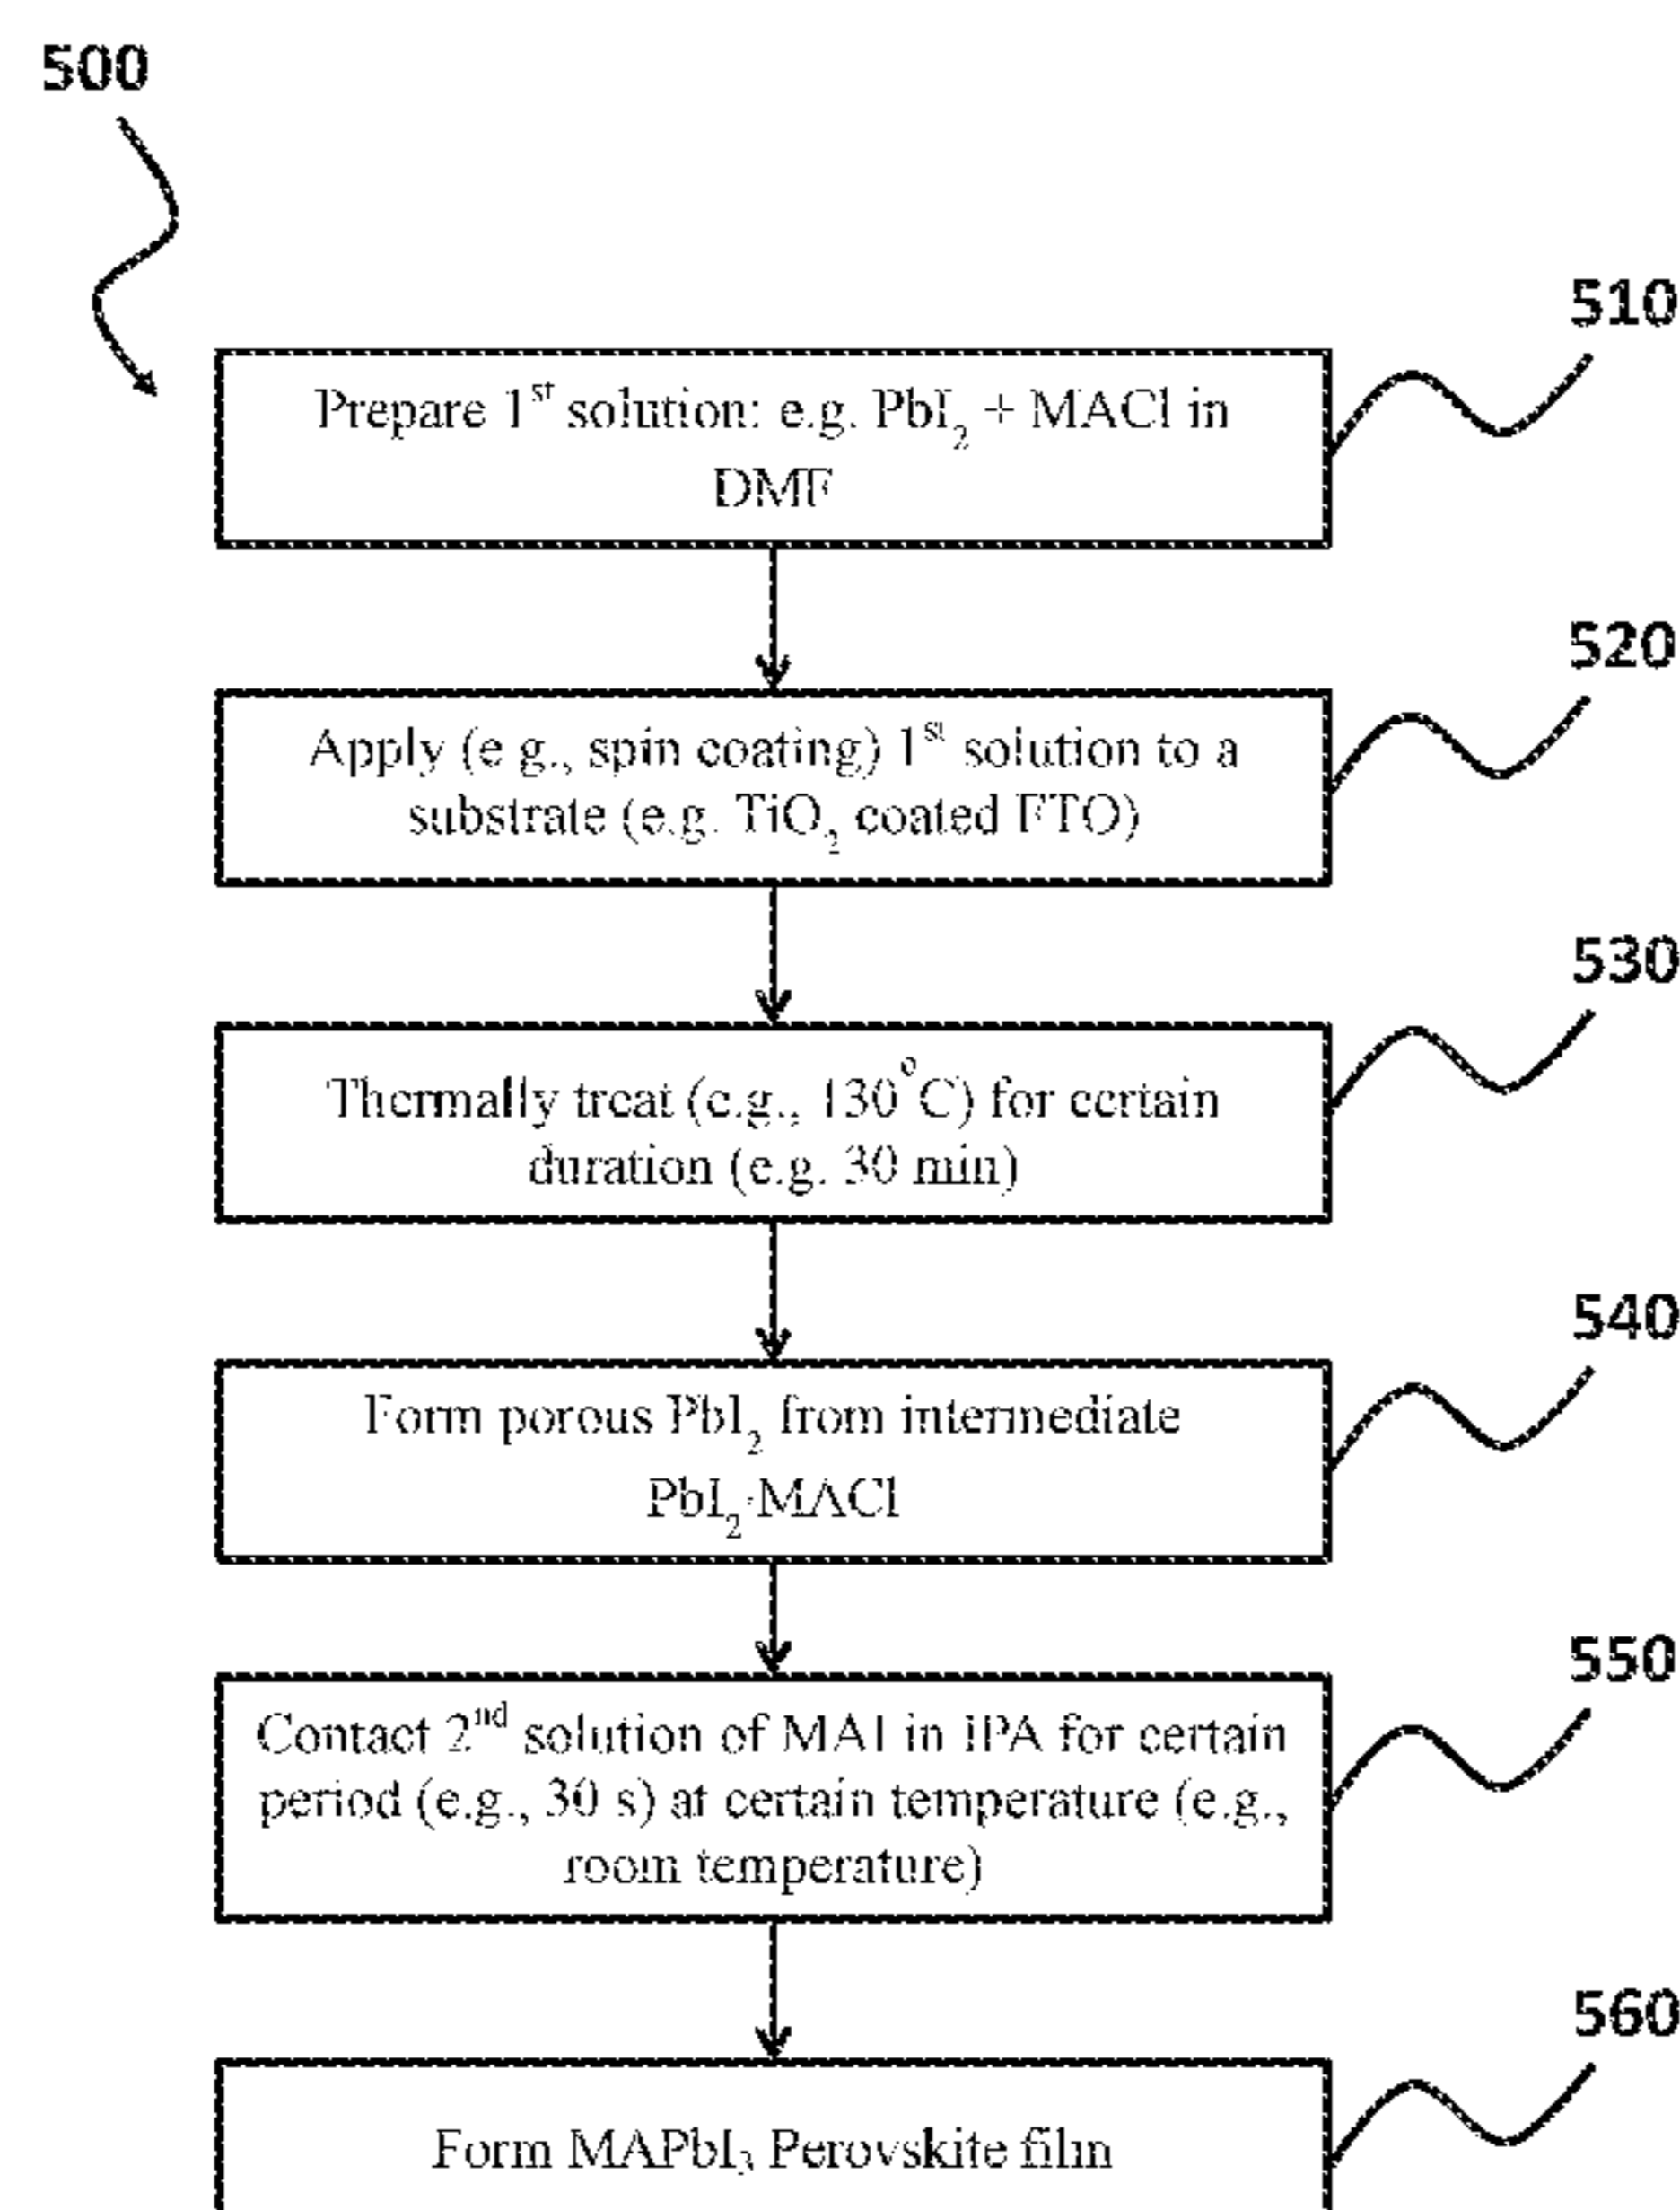 500
510
Prepare 1st solution: e.g. PbI2 + MACl in
DMF
520
Apply (e g., spin coating) 1st solution to a
substrate (e.g. TiO2 coated FTO)
530
Thermally treat (e.g., 130°C) for certain
duration (e.g. 30 min)
540
Form porous PbI2 from intermediate
PbI2·MACl
550
Contact 2nd solution of MAI in IPA for certain
period (e.g., 30 s) at certain temperature (e.g.,
room temperature)
560
Form MAPbI3 Perovskite film